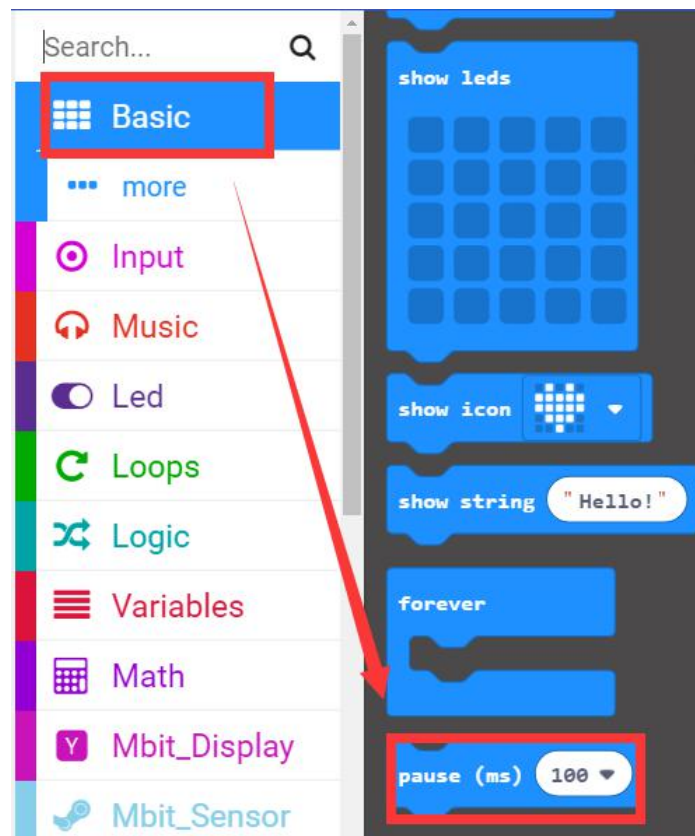 Search...
Basic
more
Input
Music
Led
Loops
Logic
Variables
Math
Y Mbit_Display
Mbit_Sensor
show leds
show icon
show string "Hello!"
forever
pause (ms) 100